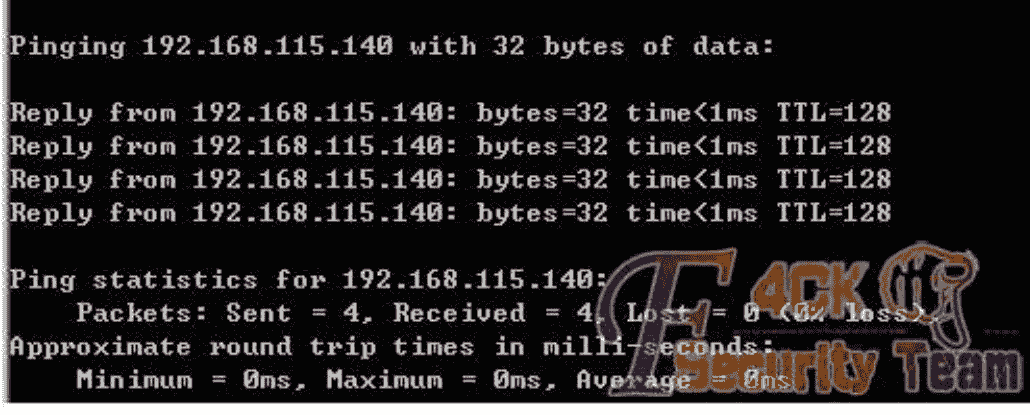 Pinging 192.168.115.140 with 32 bytes of data:
Reply from 192.168.115.140: bytes=32 time<1ms TTL=128
Reply from 192.168.115.140: bytes=32 time<1ms TTL=128
Reply from 192.168.115.140: bytes=32 time<1ms TTL=128
Reply from 192.168.115.140: bytes=32 time<1ms TTL=128
Ping statistics for 192.168.115.140:
Packets: Sent = 4, Received = 4, Lost = 0 (0% loss),
Approximate round trip times in milli-seconds:
Minimum = 0ms, Maximum = 0ms, Average = 0ms
F4CK
Security Team